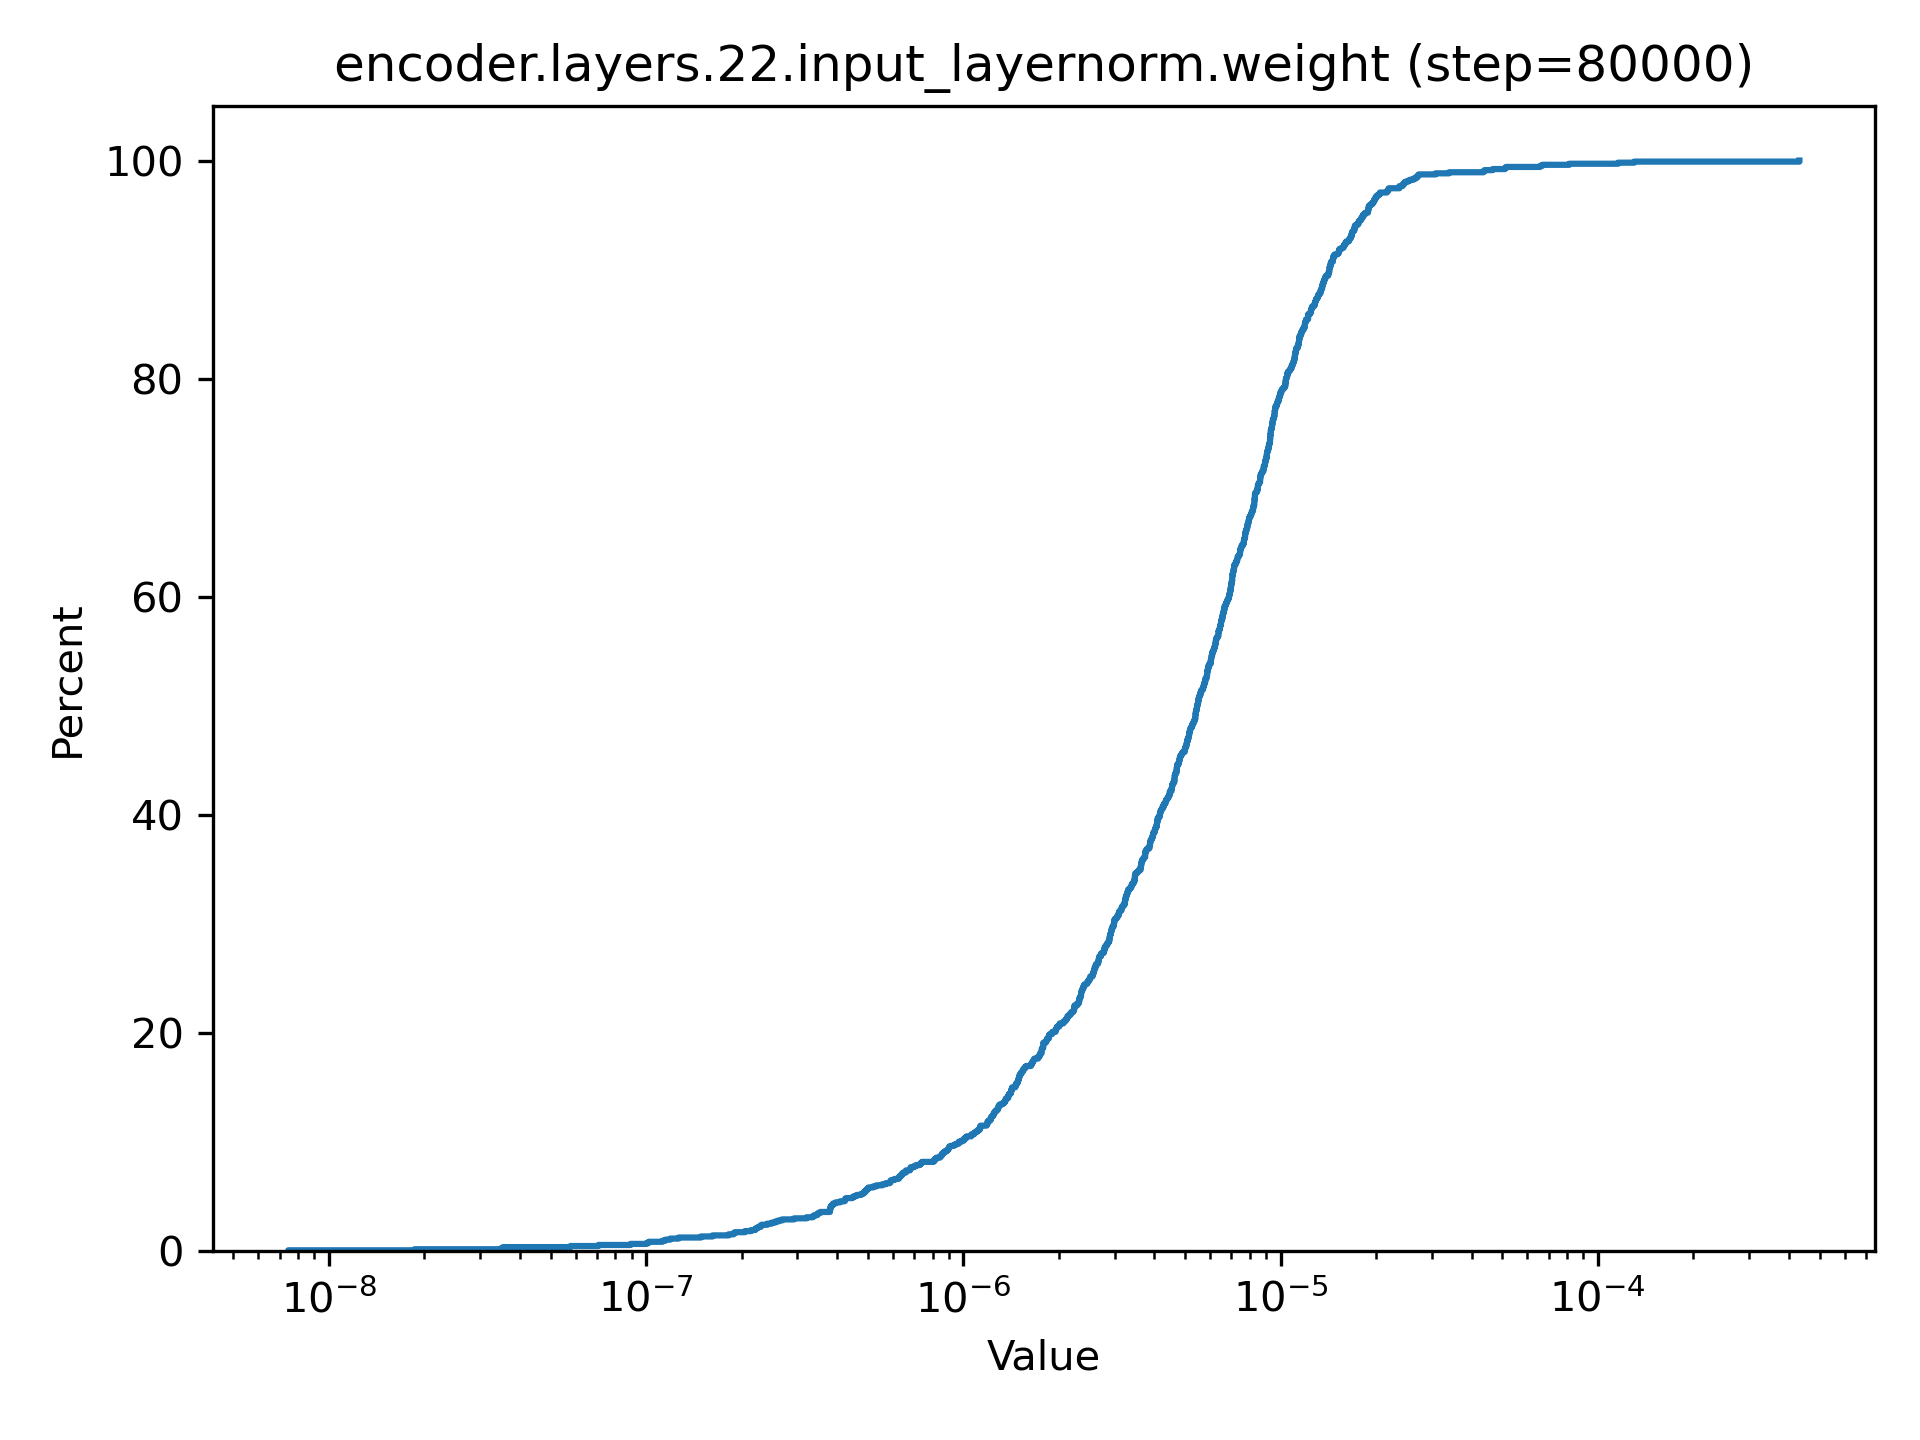 encoder.layers.22.input_layernorm.weight (step=80000)
100
80
60
40
20
0
Percent
10⁻⁸ 10⁻⁷ 10⁻⁶ 10⁻⁵ 10⁻⁴
Value